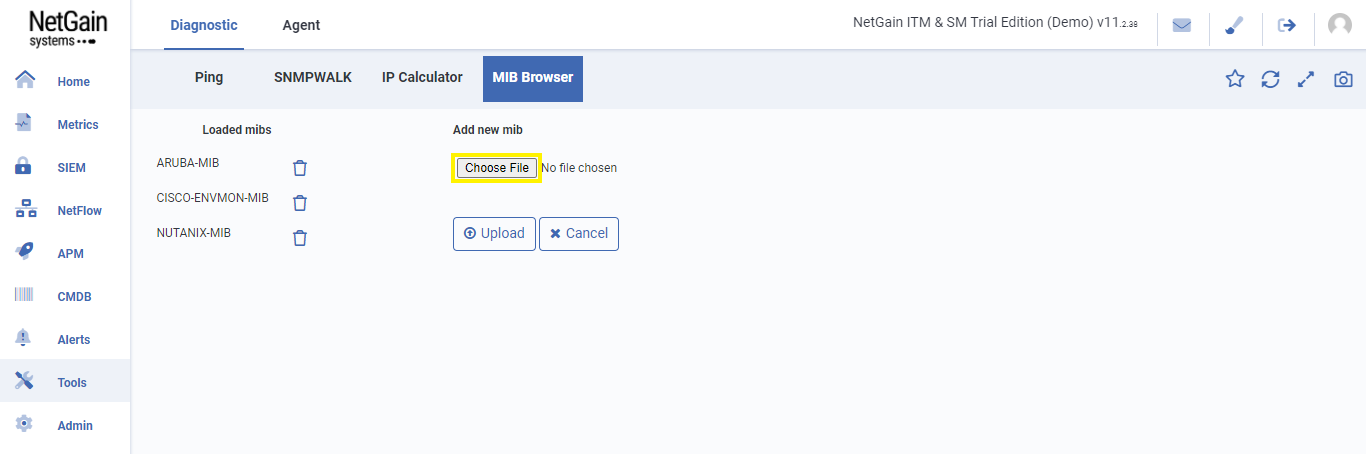 NetGain
systems
Diagnostic
Agent
NetGain ITM & SM Trial Edition (Demo) v11.2.38
Home
Metrics
SIEM
NetFlow
APM
CMDB
Alerts
Tools
Admin
Ping
SNMPWALK
IP Calculator
MIB Browser
Loaded mibs
ARUBA-MIB
CISCO-ENVMON-MIB
NUTANIX-MIB
Add new mib
Choose File No file chosen
Upload
Cancel